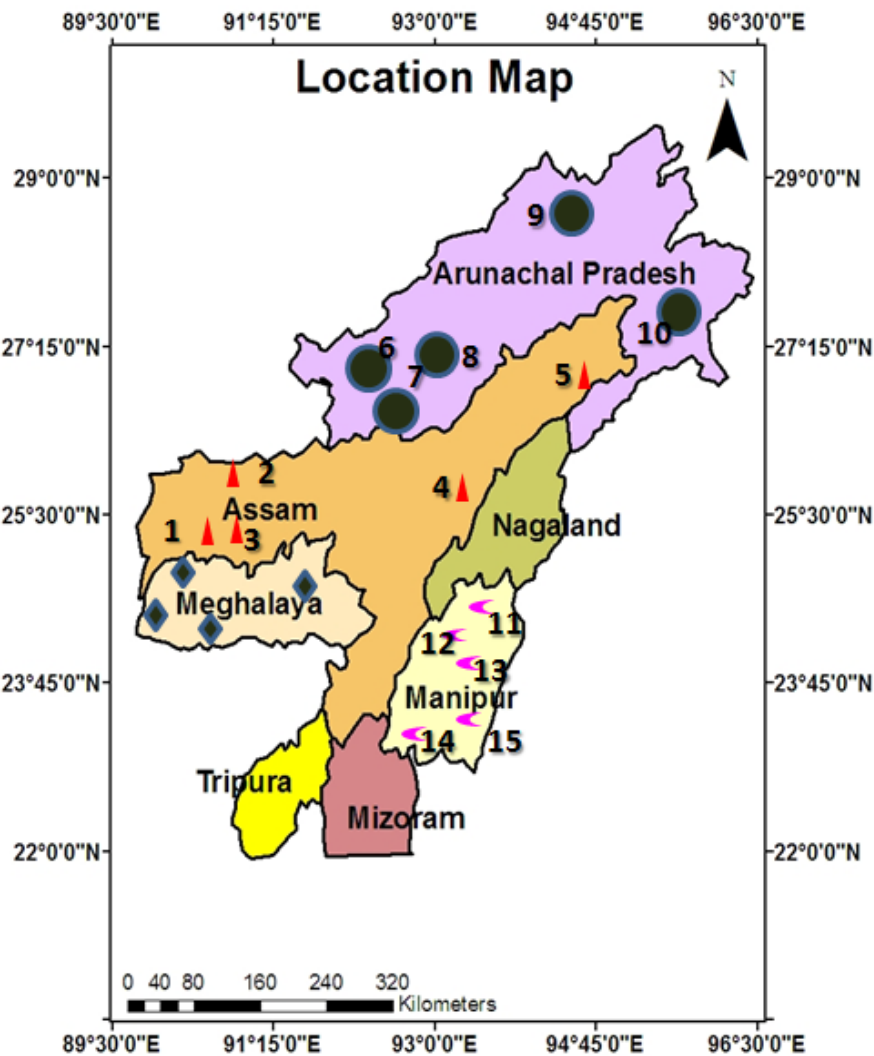 89°30'0"E 91°15'0"E 93°0'0"E 94°45'0"E 96°30'0"E
Location Map
N
29°0'0"N 29°0'0"N
9
Arunachal Pradesh
10
27°15'0"N 27°15'0"N
6
8
7
5
2
4
Assam
25°30'0"N 25°30'0"N
1
3
Nagaland
Meghalaya
11
12
13
23°45'0"N 23°45'0"N
Manipur
14
15
Tripura
Mizoram
22°0'0"N 22°0'0"N
0 40 80 160 240 320
Kilometers
89°30'0"E 91°15'0"E 93°0'0"E 94°45'0"E 96°30'0"E